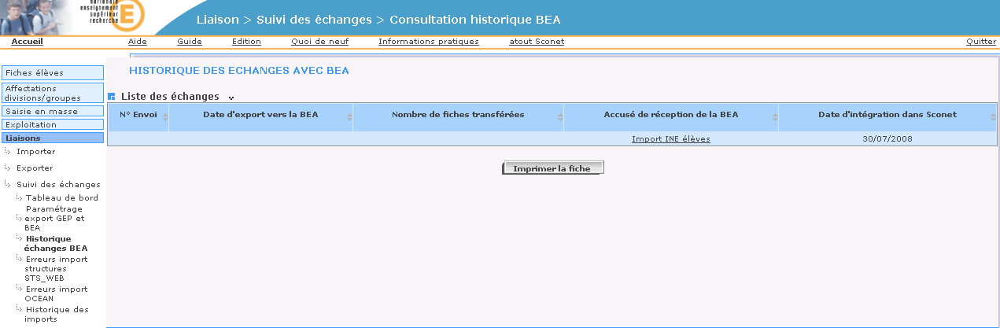 nationale
enseignement
supérieur
recherche
Liaison > Suivi des échanges > Consultation historique BEA
Accueil Aide Guide Edition Quoi de neuf Informations pratiques atout Sconet Quitter
Fiches élèves
Affectations
divisions/groupes
Saisie en masse
Exploitation
Liaisons
Importer
Exporter
Suivi des échanges
Tableau de bord
Paramétrage
export GEP et
BEA
Historique
échanges BEA
Erreurs import
structures
STS_WEB
Erreurs import
OCEAN
Historique des
imports
HISTORIQUE DES ECHANGES AVEC BEA
Liste des échanges
N° Envoi Date d'export vers la BEA Nombre de fiches transférées Accusé de réception de la BEA Date d'intégration dans Sconet
Import INE élèves 30/07/2008
Imprimer la fiche